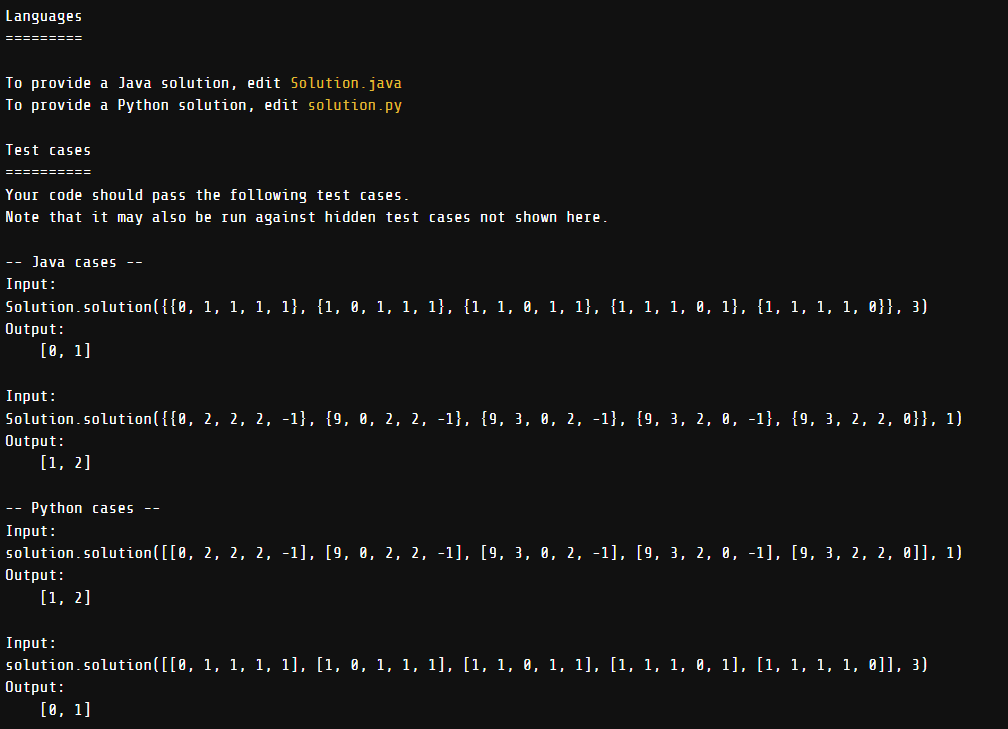 Languages
=========
To provide a Java solution, edit Solution.java
To provide a Python solution, edit solution.py
Test cases
==========
Your code should pass the following test cases.
Note that it may also be run against hidden test cases not shown here.
-- Java cases --
Input:
Solution.solution({{0, 1, 1, 1, 1}, {1, 0, 1, 1, 1}, {1, 1, 0, 1, 1}, {1, 1, 1, 0, 1}, {1, 1, 1, 1, 0}}, 3)
Output:
    [0, 1]
Input:
Solution.solution({{0, 2, 2, 2, -1}, {9, 0, 2, 2, -1}, {9, 3, 0, 2, -1}, {9, 3, 2, 0, -1}, {9, 3, 2, 2, 0}}, 1)
Output:
    [1, 2]
-- Python cases --
Input:
solution.solution([[0, 2, 2, 2, -1], [9, 0, 2, 2, -1], [9, 3, 0, 2, -1], [9, 3, 2, 0, -1], [9, 3, 2, 2, 0]], 1)
Output:
    [1, 2]
Input:
solution.solution([[0, 1, 1, 1, 1], [1, 0, 1, 1, 1], [1, 1, 0, 1, 1], [1, 1, 1, 0, 1], [1, 1, 1, 1, 0]], 3)
Output:
    [0, 1]